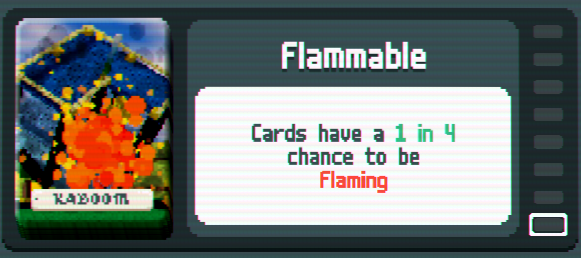 Flammable
KABOOM
Cards have a 1 in 4
chance to be
Flaming